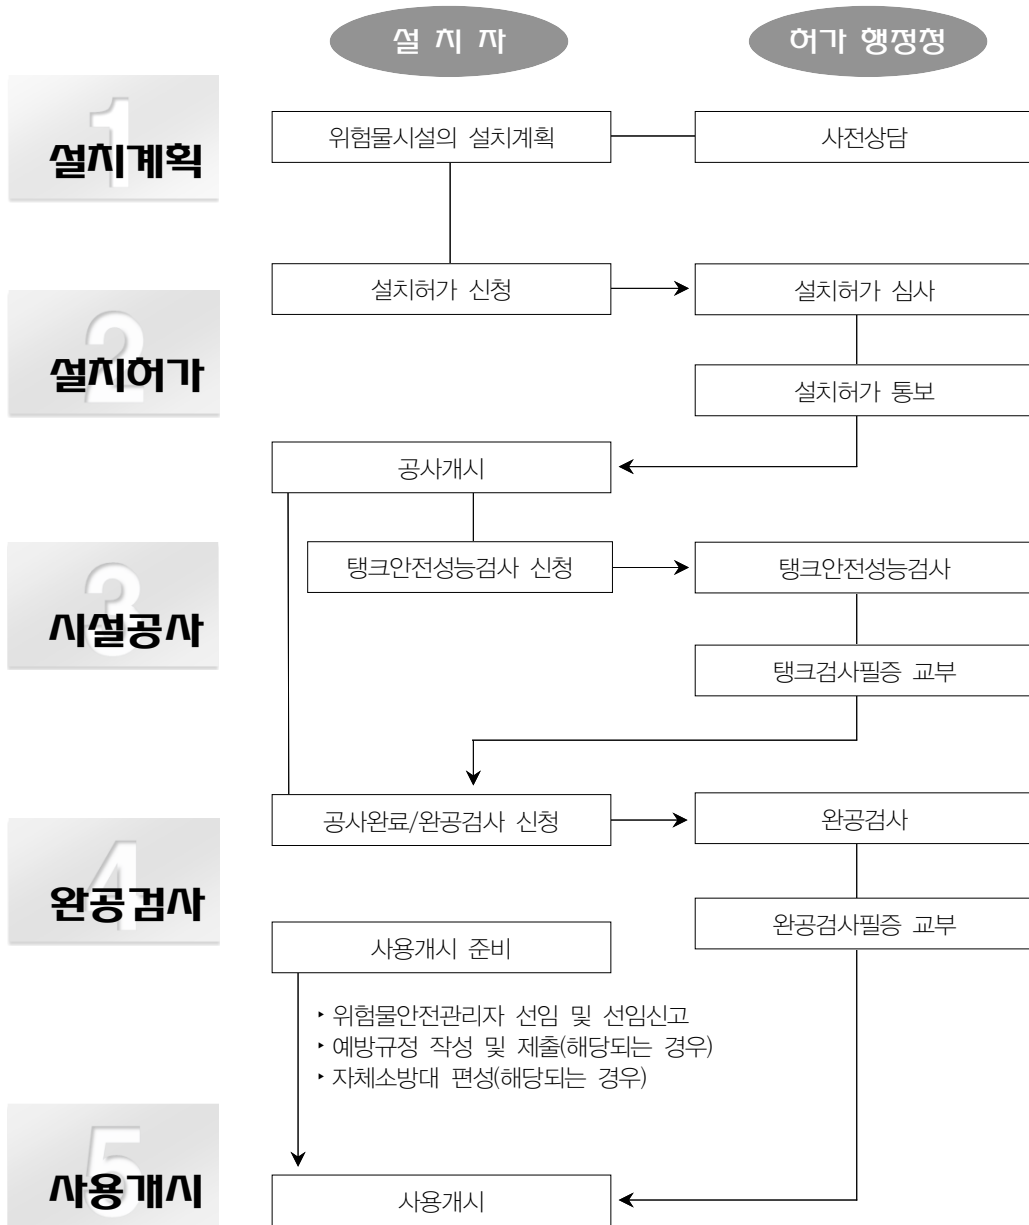 설 치 자
허가 행정청
1
설치계획
위험물시설의 설치계획
사전상담
2
설치허가
설치허가 신청
설치허가 심사
설치허가 통보
공사개시
3
시설공사
탱크안전성능검사 신청
탱크안전성능검사
탱크검사필증 교부
4
완공검사
공사완료/완공검사 신청
완공검사
완공검사필증 교부
사용개시 준비
‣ 위험물안전관리자 선임 및 선임신고
‣ 예방규정 작성 및 제출(해당되는 경우)
‣ 자체소방대 편성(해당되는 경우)
5
사용개시
사용개시